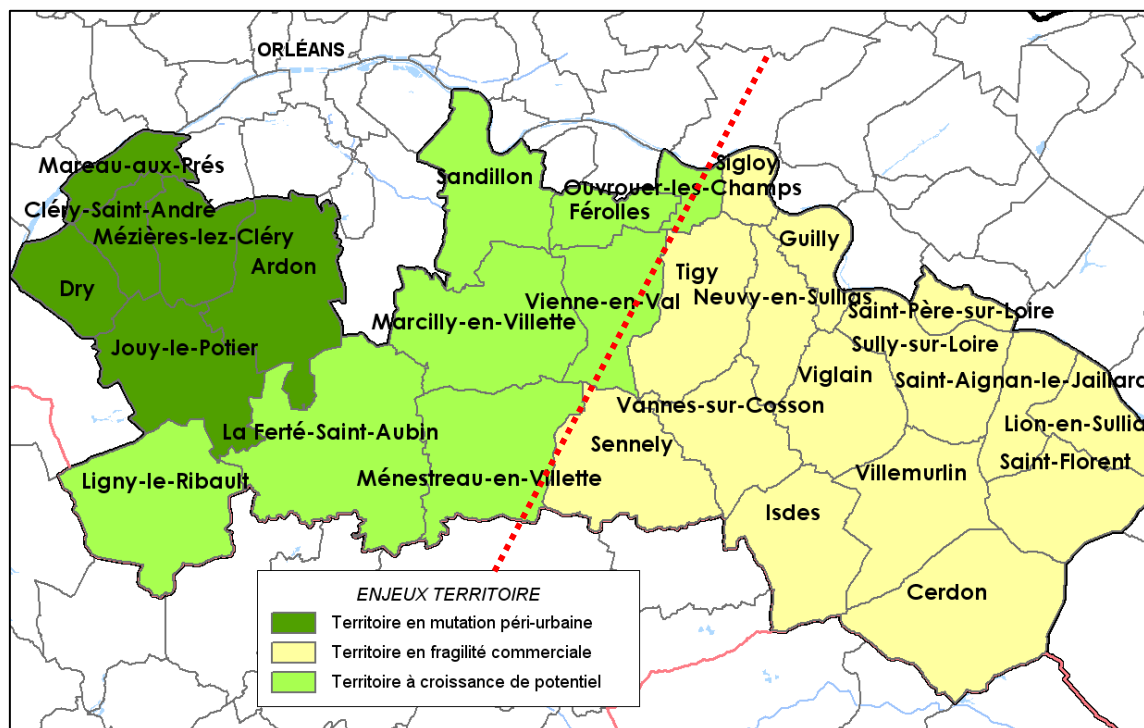 ORLÉANS
Mareau-aux-Prés
Sandillon
Sigloy
Ouvrouer-les-Champs
Cléry-Saint-André
Férolles
Mézières-lez-Cléry
Guilly
Ardon
Tigy
Dry
Neuvy-en-Sullias
Vienne-en-Val
Saint-Père-sur-Loire
Marcilly-en-Villette
Sully-sur-Loire
Jouy-le-Potier
Viglain
Saint-Aignan-le-Jaillard
Vannes-sur-Cosson
Lion-en-Sullia
La Ferté-Saint-Aubin
Sennely
Saint-Florent
Villemurlin
Ligny-le-Ribault
Ménestreau-en-Villette
Isdes
Cerdon
ENJEUX TERRITOIRE
Territoire en mutation péri-urbaine
Territoire en fragilité commerciale
Territoire à croissance de potentiel